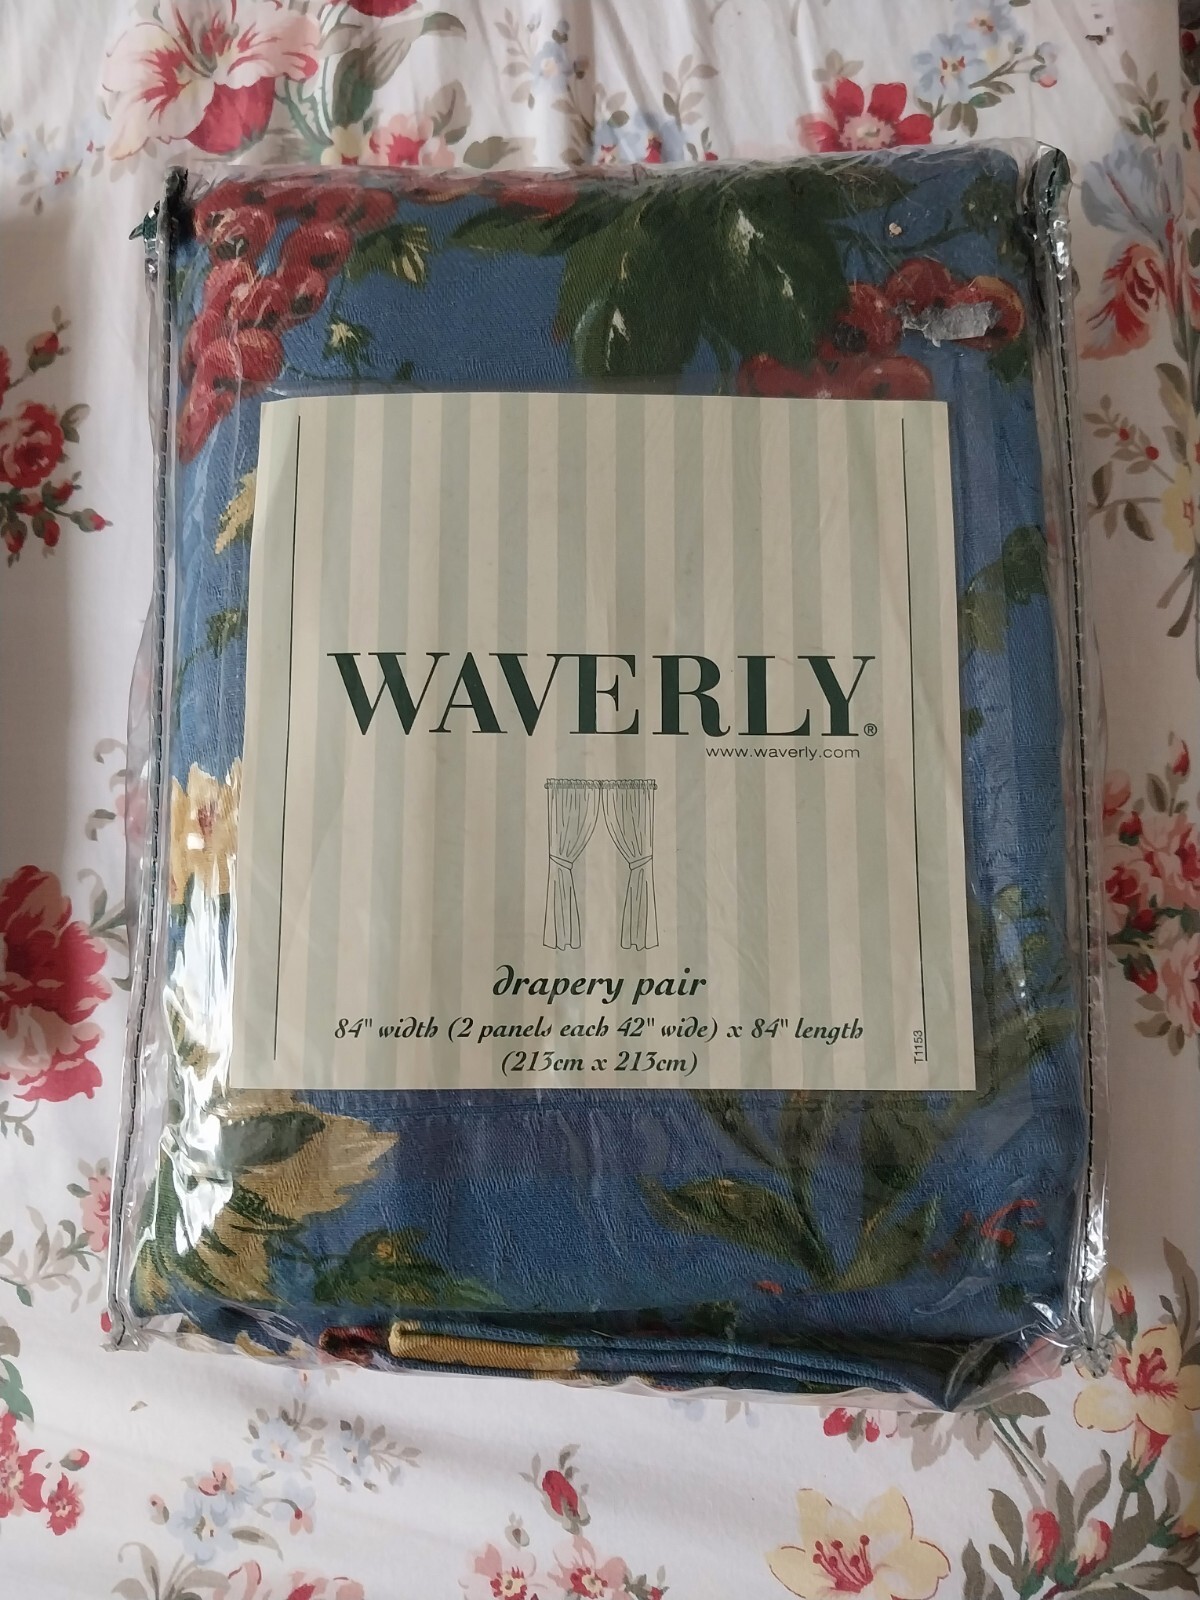 WAVERLY®
www.waverly.com
drapery pair
84" width (2 panels each 42" wide) x 84" length
(213cm x 213cm)
T1153